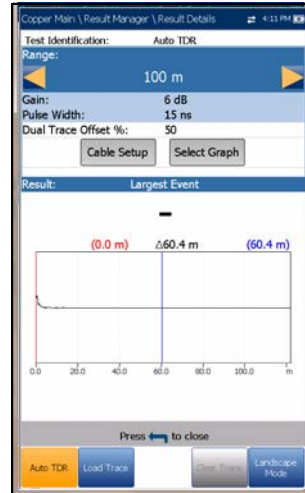 Copper Main \ Result Manager \ Result Details 4:11 PM
Test Identification: Auto TDR
Range:
100 m
Gain: 6 dB
Pulse Width: 15 ns
Dual Trace Offset %: 50
Cable Setup Select Graph
Result: Largest Event
-
(0.0 m) Δ60.4 m (60.4 m)
0.0 20.0 40.0 60.0 80.0 100.0 m
Press to close
Auto TDR Load Trace Clear Trace Landscape Mode